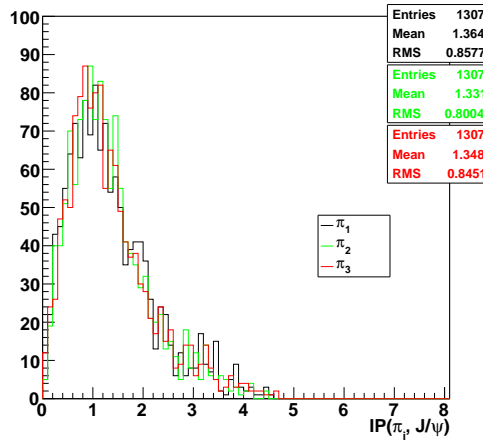 100
90
80
70
60
50
40
30
20
10
0
Entries 1307
Mean 1.364
RMS 0.8577
Entries 1307
Mean 1.331
RMS 0.8004
Entries 1307
Mean 1.348
RMS 0.8451
π1
π2
π3
0 1 2 3 4 5 6 7 8
IP(πi, J/ψ)